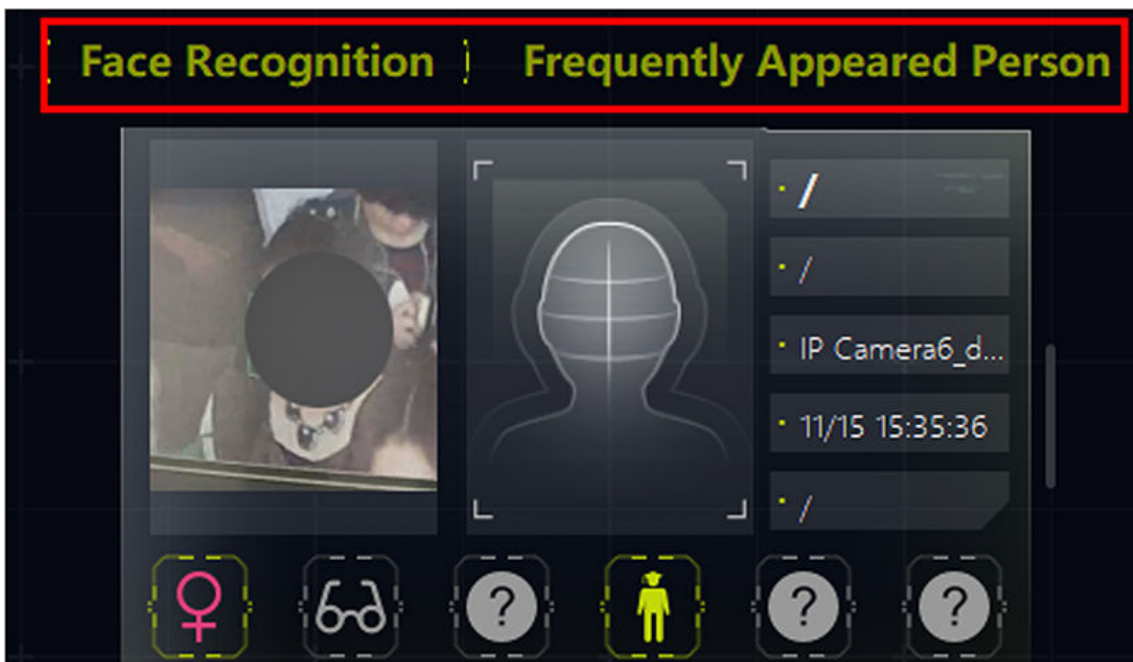 Face Recognition Frequently Appeared Person
/
/
IP Camera6_d...
11/15 15:35:36
/
? ? ?